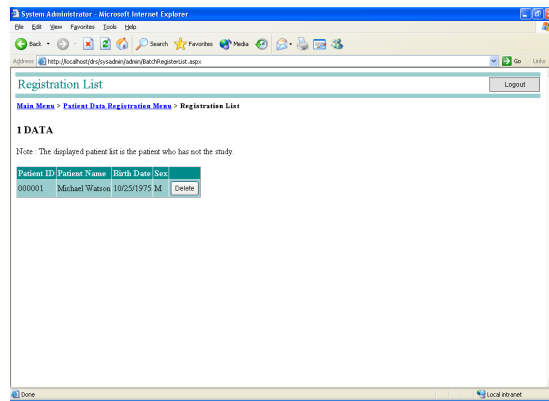 System Administrator - Microsoft Internet Explorer
File Edit View Favorites Tools Help
Back Search Favorites Media
Address http://localhost/drs/sysadmin/admin/BatchRegisterList.aspx Go Links
Registration List Logout
Main Menu > Patient Data Registration Menu > Registration List
1 DATA
Note : The displayed patient list is the patient who has not the study.
Patient ID Patient Name Birth Date Sex
000001 Michael Watson 10/25/1975 M Delete
Done Local intranet